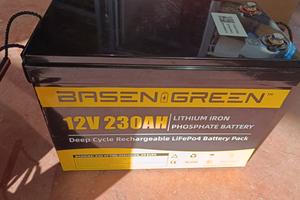 BASEN GREEN
12V 230AH
LITHIUM IRON
PHOSPHATE BATTERY
Deep Cycle Rechargeable LiFePo4 Battery Pack